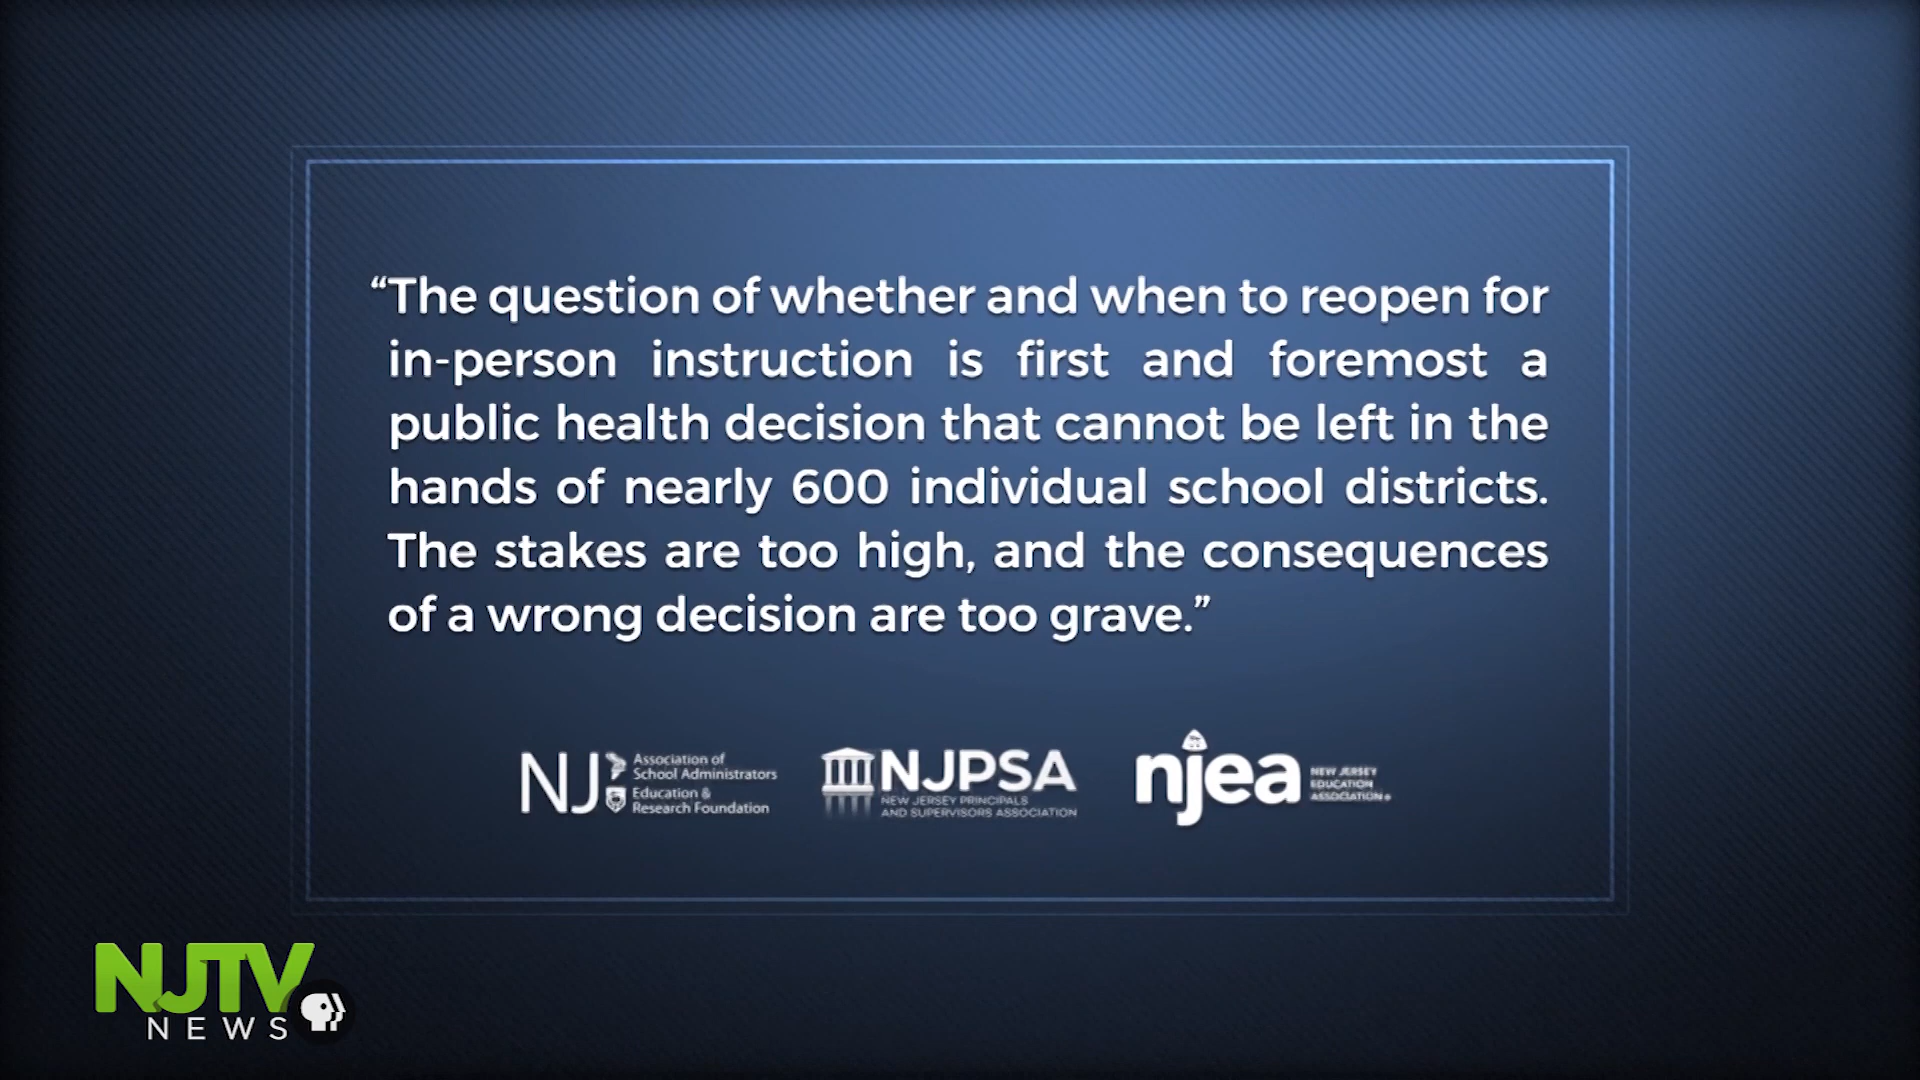 “The question of whether and when to reopen for
in-person instruction is first and foremost a
public health decision that cannot be left in the
hands of nearly 600 individual school districts.
The stakes are too high, and the consequences
of a wrong decision are too grave.”
NJ Association of
School Administrators
Education &
Research Foundation
NJPSA
NEW JERSEY PRINCIPALS
AND SUPERVISORS ASSOCIATION
njea
NEW JERSEY
EDUCATION
ASSOCIATION
NJTV
NEWS